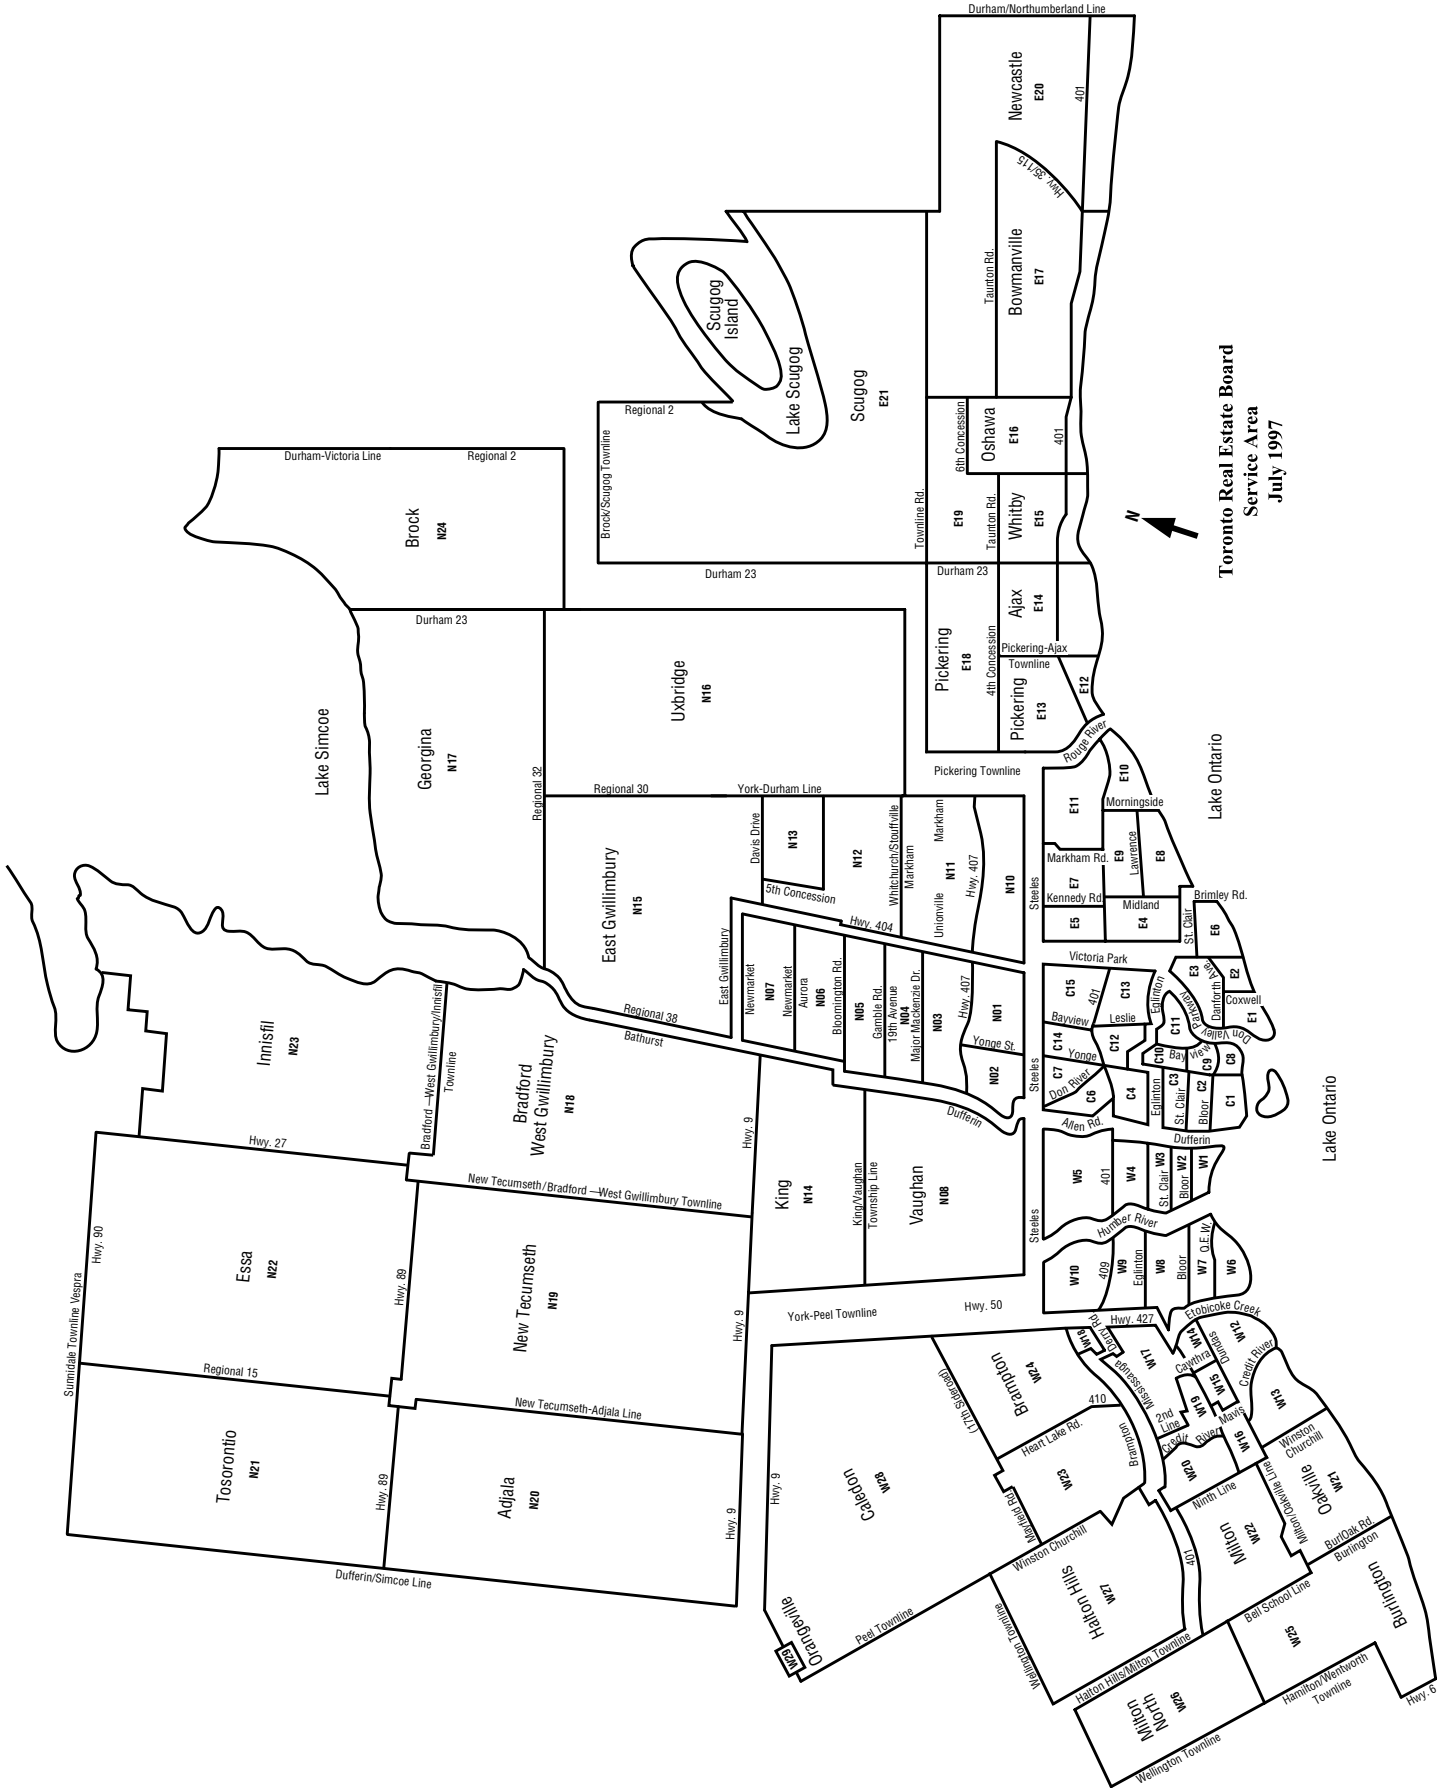 Durham/Northumberland Line
Newcastle
E20
401
Hwy. 35/115
Taunton Rd.
Bowmanville
E17
Scugog
Island
Lake Scugog
Scugog
E21
Regional 2
Brock/Scugog Townline
6th Concession
Oshawa
E16
401
Townline Rd.
E19
Taunton Rd.
Whitby
E15
Durham 23
Durham 23
Durham-Victoria Line
Regional 2
Brock
N24
Toronto Real Estate Board
Service Area
July 1997
N
Durham 23
Pickering
E18
4th Concession
Ajax
E14
Pickering-Ajax
Townline
Pickering
E13
E12
Rouge River
Pickering Townline
Lake Simcoe
Georgina
N17
Regional 32
Uxbridge
N16
Regional 30
York-Durham Line
East Gwillimbury
N15
Davis Drive
N13
5th Concession
N12
Whitchurch/Stouffville
Markham
Markham
N11
Unionville
Hwy. 407
N10
Steeles
Hwy. 404
East Gwillimbury
Newmarket
N07
Newmarket
Aurora
N06
Bloomington Rd.
N05
Gamble Rd.
19th Avenue
N04
Major Mackenzie Dr.
N03
Hwy. 407
N01
Yonge St.
N02
Steeles
Regional 38
Bathurst
Dufferin
Lake Ontario
E10
E11
Morningside
Markham Rd.
E9
Lawrence
E8
E7
Kennedy Rd.
Midland
E5
E4
Brimley Rd.
St. Clair
E6
Victoria Park
E3
E2
Danforth Ave.
Coxwell
E1
Don Valley Parkway
C15
401
C13
Eglinton
Bayview
Leslie
C11
C14
C12
C10
Bay
view
Yonge
C9
C8
C7
Don River
C6
C4
Eglinton
C3
St. Clair
C2
Bloor
C1
Allen Rd.
Dufferin
Lake Ontario
W5
401
W4
W3
St. Clair
W2
Bloor
W1
Humber River
Steeles
W10
409
W9
Eglinton
W8
Bloor
W7
Q.E.W.
W6
Etobicoke Creek
Hwy. 427
Innisfil
N23
Bradford —West Gwillimbury/Innisfil
Townline
Bradford
West Gwillimbury
N18
Hwy. 27
Hwy. 9
New Tecumseth/Bradford —West Gwillimbury Townline
King
N14
King/Vaughan
Township Line
Vaughan
N08
Hwy. 90
Essa
N22
Hwy. 89
New Tecumseth
N19
Hwy. 9
York-Peel Townline
Hwy. 50
Sunnidale Townline Vespra
Regional 15
New Tecumseth-Adjala Line
Tosorontio
N21
Hwy. 89
Adjala
N20
Hwy. 9
Dufferin/Simcoe Line
Hwy. 9
Caledon
W28
(17th Sideroad)
Brampton
W24
410
Heart Lake Rd.
W23
Brampton
Mississauga
Mayfield Rd
Winston Churchill
W18
Derry Rd
W17
W14
Cawthra
Dundas
W12
W15
W19
2nd
Line
Mavis
Credit River
W13
Credit
River
W16
W20
Winston
Churchill
Ninth Line
Milton/Oakville Line
Oakville
W21
Milton
W22
BurlOak Rd.
Burlington
Burlington
401
Halton Hills
W27
Wellington Townline
Peel Townline
Orangeville
W29
Bell School Line
W25
Halton Hills/Milton Townline
Milton
North
W26
Hamilton/Wentworth
Townline
Hwy. 6
Wellington Townline